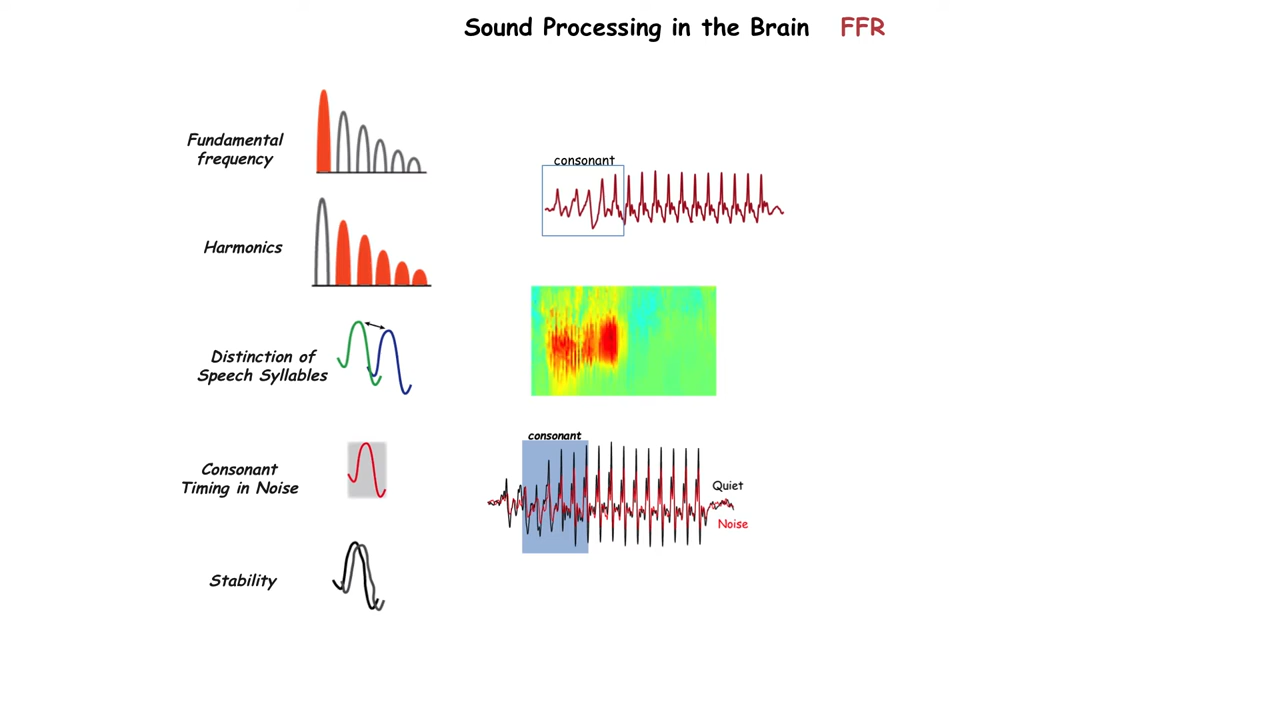 Sound Processing in the Brain FFR
Fundamental
frequency
consonant
Harmonics
Distinction of
Speech Syllables
consonant
Consonant
Timing in Noise
Quiet
Noise
Stability